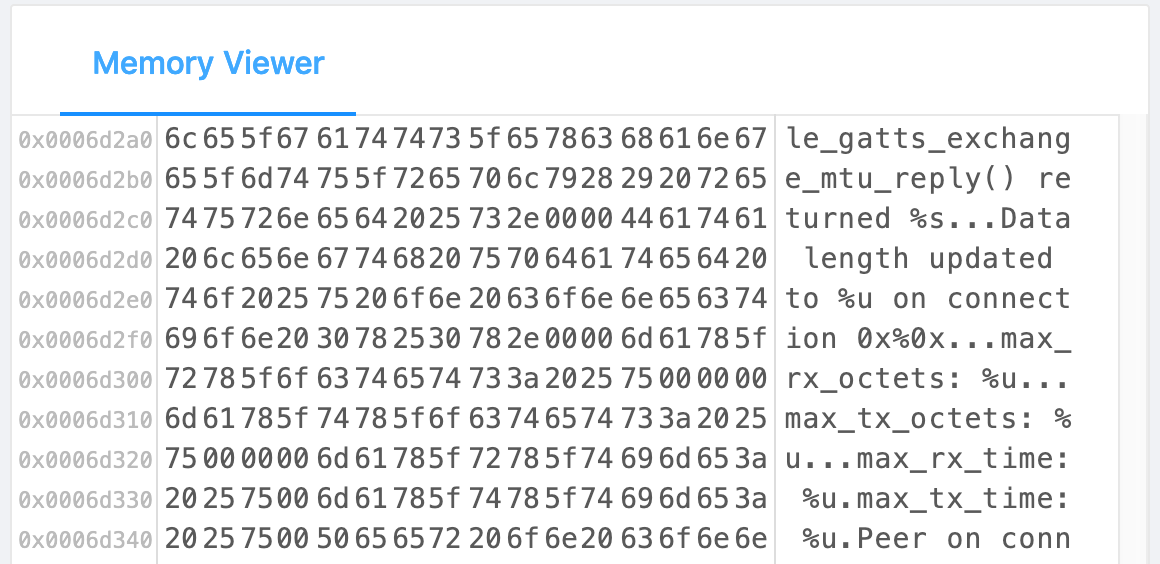 Memory Viewer
0x0006d2a0 6c 65 5f 67 61 74 74 73 5f 65 78 63 68 61 6e 67 le_gatts_exchang
0x0006d2b0 65 5f 6d 74 75 5f 72 65 70 6c 79 28 29 20 72 65 e_mtu_reply() re
0x0006d2c0 74 75 72 6e 65 64 20 25 73 2e 00 00 44 61 74 61 turned %s...Data
0x0006d2d0 20 6c 65 6e 67 74 68 20 75 70 64 61 74 65 64 20  length updated
0x0006d2e0 74 6f 20 25 75 20 6f 6e 20 63 6f 6e 6e 65 63 74 to %u on connect
0x0006d2f0 69 6f 6e 20 30 78 25 30 78 2e 00 00 6d 61 78 5f ion 0x%0x...max_
0x0006d300 72 78 5f 6f 63 74 65 74 73 3a 20 25 75 00 00 00 rx_octets: %u...
0x0006d310 6d 61 78 5f 74 78 5f 6f 63 74 65 74 73 3a 20 25 max_tx_octets: %
0x0006d320 75 00 00 00 6d 61 78 5f 72 78 5f 74 69 6d 65 3a u...max_rx_time:
0x0006d330 20 25 75 00 6d 61 78 5f 74 78 5f 74 69 6d 65 3a  %u.max_tx_time:
0x0006d340 20 25 75 00 50 65 65 72 20 6f 6e 20 63 6f 6e 6e  %u.Peer on conn